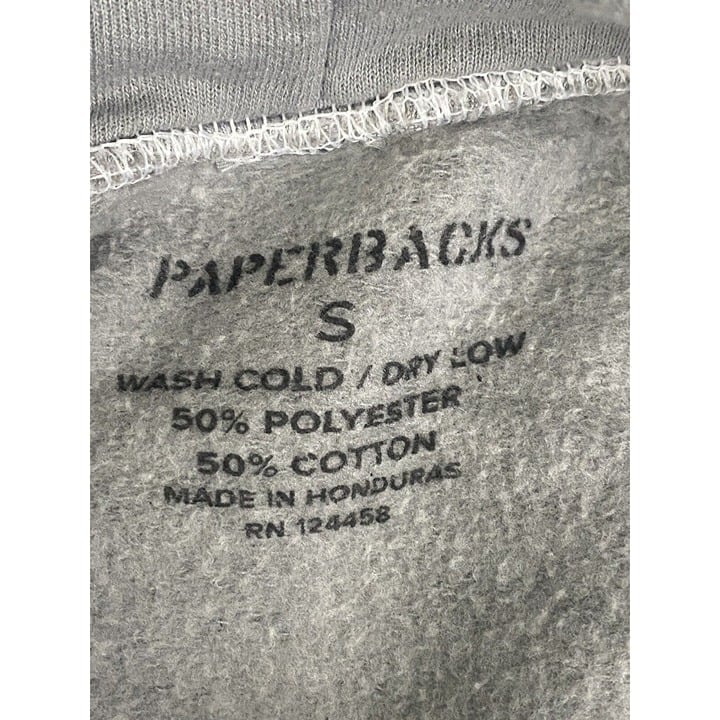 PAPERBACKS
S
WASH COLD / DRY LOW
50% POLYESTER
50% COTTON
MADE IN HONDURAS
RN 124458